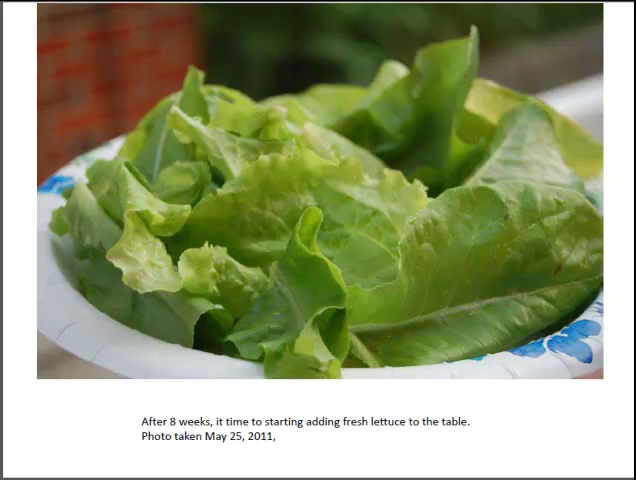 After 8 weeks, it time to starting adding fresh lettuce to the table.
Photo taken May 25, 2011,